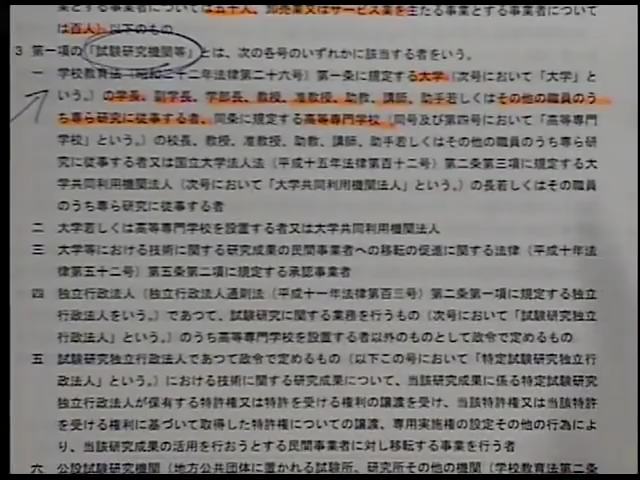 業とする事業者については五十人、卸売業又はサービス業を主たる事業とする事業者について
は百人）以下のもの
3 第一項の「試験研究機関等」とは、次の各号のいずれかに該当する者をいう。
一 学校教育法（昭和二十二年法律第二十六号）第一条に規定する大学（次号において「大学」と
いう。）の学長、副学長、学部長、教授、准教授、助教、講師、助手若しくはその他の職員のう
ち専ら研究に従事する者、同条に規定する高等専門学校（同号及び第四号において「高等専門
学校」という。）の校長、教授、准教授、助教、講師、助手若しくはその他の職員のうち専ら研
究に従事する者又は国立大学法人法（平成十五年法律第百十二号）第二条第三項に規定する大
学共同利用機関法人（次号において「大学共同利用機関法人」という。）の長若しくはその職員
のうち専ら研究に従事する者
二 大学若しくは高等専門学校を設置する者又は大学共同利用機関法人
三 大学等における技術に関する研究成果の民間事業者への移転の促進に関する法律（平成十年法
律第五十二号）第五条第二項に規定する承認事業者
四 独立行政法人（独立行政法人通則法（平成十一年法律第百三号）第二条第一項に規定する独立
行政法人をいう。）であつて、試験研究に関する業務を行うもの（次号において「試験研究独立
行政法人」という。）のうち高等専門学校を設置する者以外のものとして政令で定めるもの
五 試験研究独立行政法人であつて政令で定めるもの（以下この号において「特定試験研究独立行
政法人」という。）における技術に関する研究成果について、当該研究成果に係る特定試験研究
独立行政法人が保有する特許権又は特許を受ける権利の譲渡を受け、当該特許権又は当該特許
を受ける権利に基づいて取得した特許権についての譲渡、専用実施権の設定その他の行為によ
り、当該研究成果の活用を行おうとする民間事業者に対し移転する事業を行う者
六 公設試験研究機関（地方公共団体に置かれる試験所、研究所その他の機関（学校教育法第二条